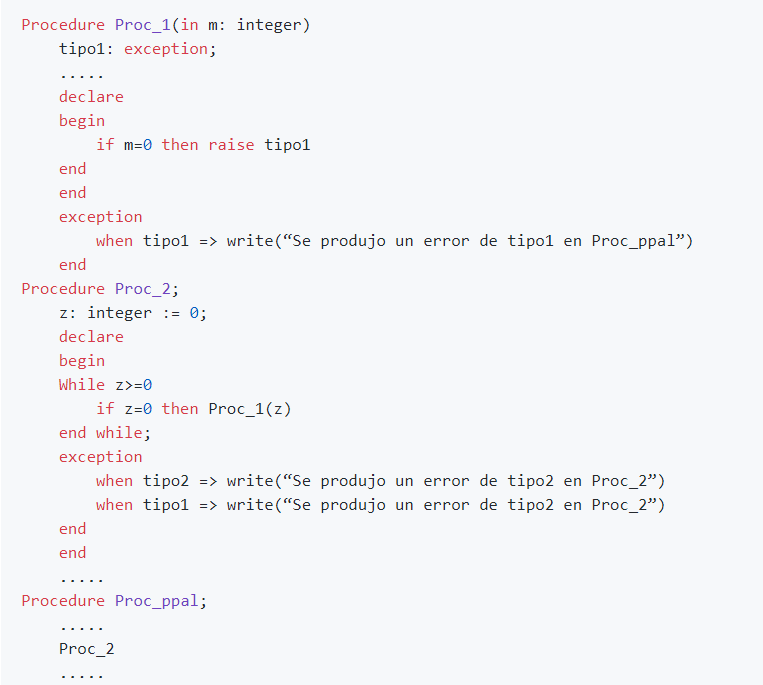 Procedure Proc_1(in m: integer)
    tipo1: exception;
    .....
    declare
    begin
        if m=0 then raise tipo1
    end
    end
    exception
        when tipo1 => write(“Se produjo un error de tipo1 en Proc_ppal”)
    end
Procedure Proc_2;
    z: integer := 0;
    declare
    begin
    While z>=0
        if z=0 then Proc_1(z)
    end while;
    exception
        when tipo2 => write(“Se produjo un error de tipo2 en Proc_2”)
        when tipo1 => write(“Se produjo un error de tipo2 en Proc_2”)
    end
    end
    .....
Procedure Proc_ppal;
    .....
    Proc_2
    .....